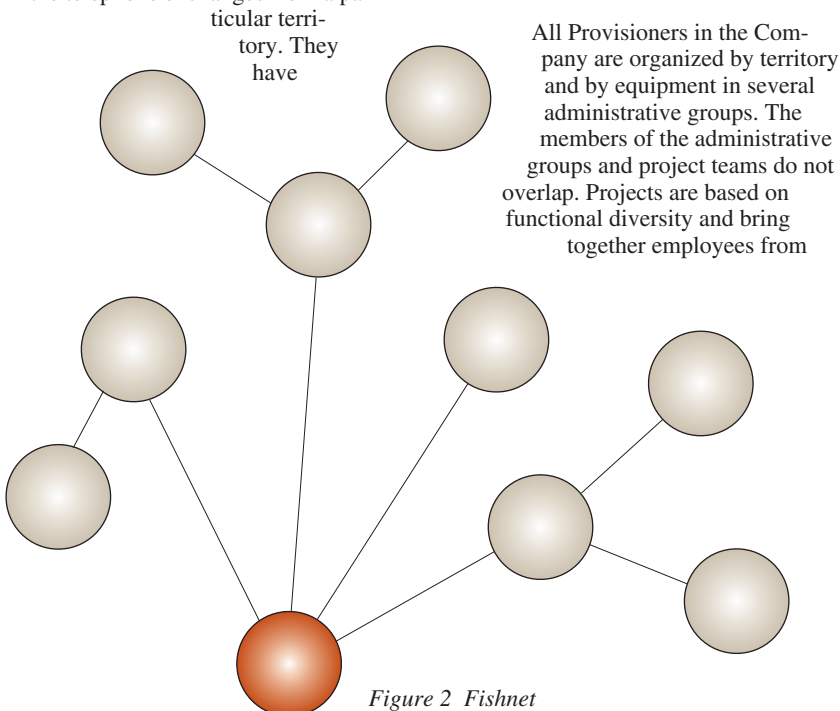 ticular terri-
tory. They
have
All Provisioners in the Com-
pany are organized by territory
and by equipment in several
administrative groups. The
members of the administrative
groups and project teams do not
overlap. Projects are based on
functional diversity and bring
together employees from
Figure 2 Fishnet